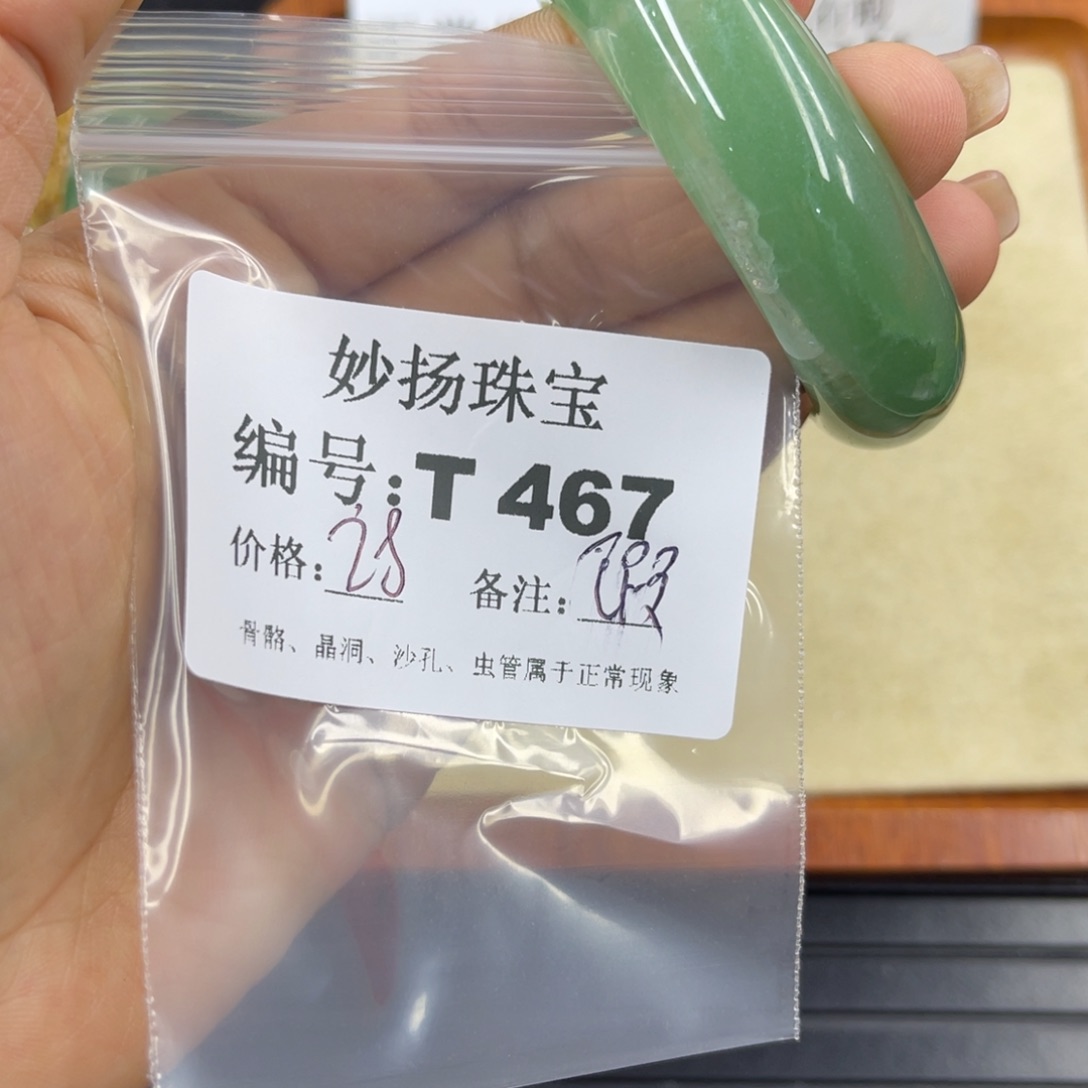 妙扬珠宝
编号:T 467
价格:28 备注:
骨骼、晶洞、沙孔、虫管属于正常现象